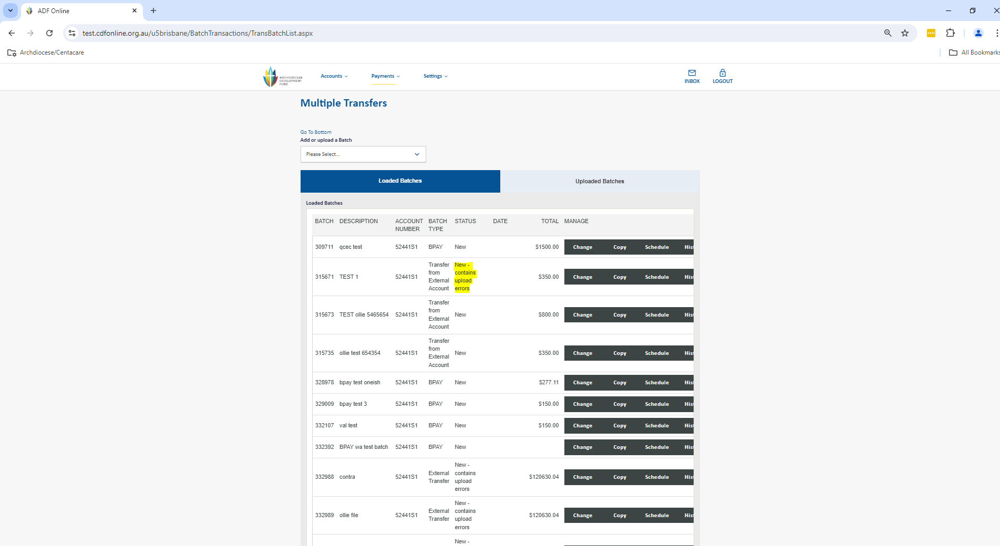 ADF Online
test.cdfonline.org.au/u5brisbane/BatchTransactions/TransBatchList.aspx
Archdiocese/Centacare
All Bookmarks
ARCHDIOCESAN
DEVELOPMENT
FUND
Accounts
Payments
Settings
INBOX
LOGOUT
Multiple Transfers
Go To Bottom
Add or upload a Batch
Please Select...
Loaded Batches
Uploaded Batches
Loaded Batches
BATCH DESCRIPTION ACCOUNT NUMBER BATCH TYPE STATUS DATE TOTAL MANAGE
309711 qcec test 52441S1 BPAY New $1500.00 Change Copy Schedule Hist
315671 TEST 1 52441S1 Transfer from External Account New - contains upload errors $350.00 Change Copy Schedule Hist
315673 TEST ollie 5465654 52441S1 Transfer from External Account New $800.00 Change Copy Schedule Hist
315735 ollie test 654354 52441S1 Transfer from External Account New $350.00 Change Copy Schedule Hist
328978 bpay test oneish 52441S1 BPAY New $277.11 Change Copy Schedule Hist
329009 bpay test 3 52441S1 BPAY New $150.00 Change Copy Schedule Hist
332107 val test 52441S1 BPAY New $150.00 Change Copy Schedule Hist
332392 BPAY wa test batch 52441S1 BPAY New Change Copy Schedule Hist
332988 contra 52441S1 External Transfer New - contains upload errors $120630.04 Change Copy Schedule Hist
332989 ollie file 52441S1 External Transfer New - contains upload errors $120630.04 Change Copy Schedule Hist
New -